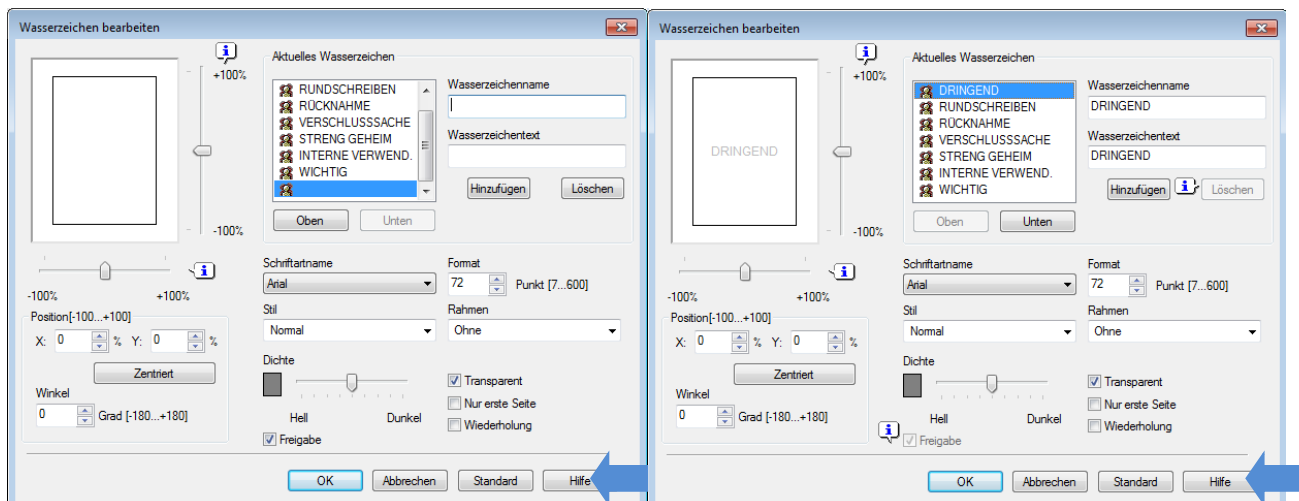 Wasserzeichen bearbeiten
+100%
-100%
-100%
+100%
Aktuelles Wasserzeichen
RUNDSCHREIBEN
RÜCKNAHME
VERSCHLUSSSACHE
STRENG GEHEIM
INTERNE VERWEND.
WICHTIG
Oben
Unten
Wasserzeichenname
Wasserzeichentext
Hinzufügen
Löschen
Schriftartname
Arial
Format
72
Punkt [7...600]
Stil
Normal
Rahmen
Ohne
Position[-100...+100]
X: 0 % Y: 0 %
Zentriert
Winkel
0 Grad [-180...+180]
Dichte
Hell
Dunkel
Freigabe
Transparent
Nur erste Seite
Wiederholung
OK
Abbrechen
Standard
Hilfe
Wasserzeichen bearbeiten
DRINGEND
+100%
-100%
-100%
+100%
Aktuelles Wasserzeichen
DRINGEND
RUNDSCHREIBEN
RÜCKNAHME
VERSCHLUSSSACHE
STRENG GEHEIM
INTERNE VERWEND.
WICHTIG
Oben
Unten
Wasserzeichenname
DRINGEND
Wasserzeichentext
DRINGEND
Hinzufügen
Löschen
Schriftartname
Arial
Format
72
Punkt [7...600]
Stil
Normal
Rahmen
Ohne
Position[-100...+100]
X: 0 % Y: 0 %
Zentriert
Winkel
0 Grad [-180...+180]
Dichte
Hell
Dunkel
Freigabe
Transparent
Nur erste Seite
Wiederholung
OK
Abbrechen
Standard
Hilfe